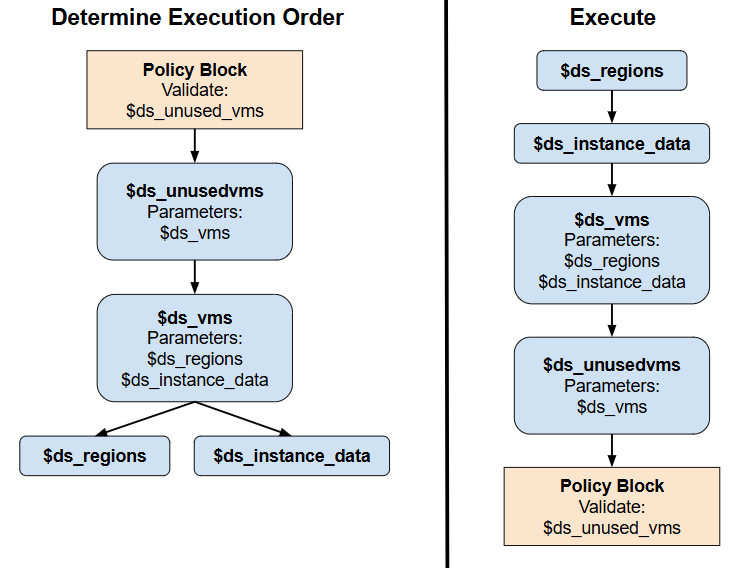 Determine Execution Order
Policy Block
Validate:
$ds_unused_vms
$ds_unusedvms
Parameters:
$ds_vms
$ds_vms
Parameters:
$ds_regions
$ds_instance_data
$ds_regions
$ds_instance_data
Execute
$ds_regions
$ds_instance_data
$ds_vms
Parameters:
$ds_regions
$ds_instance_data
$ds_unusedvms
Parameters:
$ds_vms
Policy Block
Validate:
$ds_unused_vms